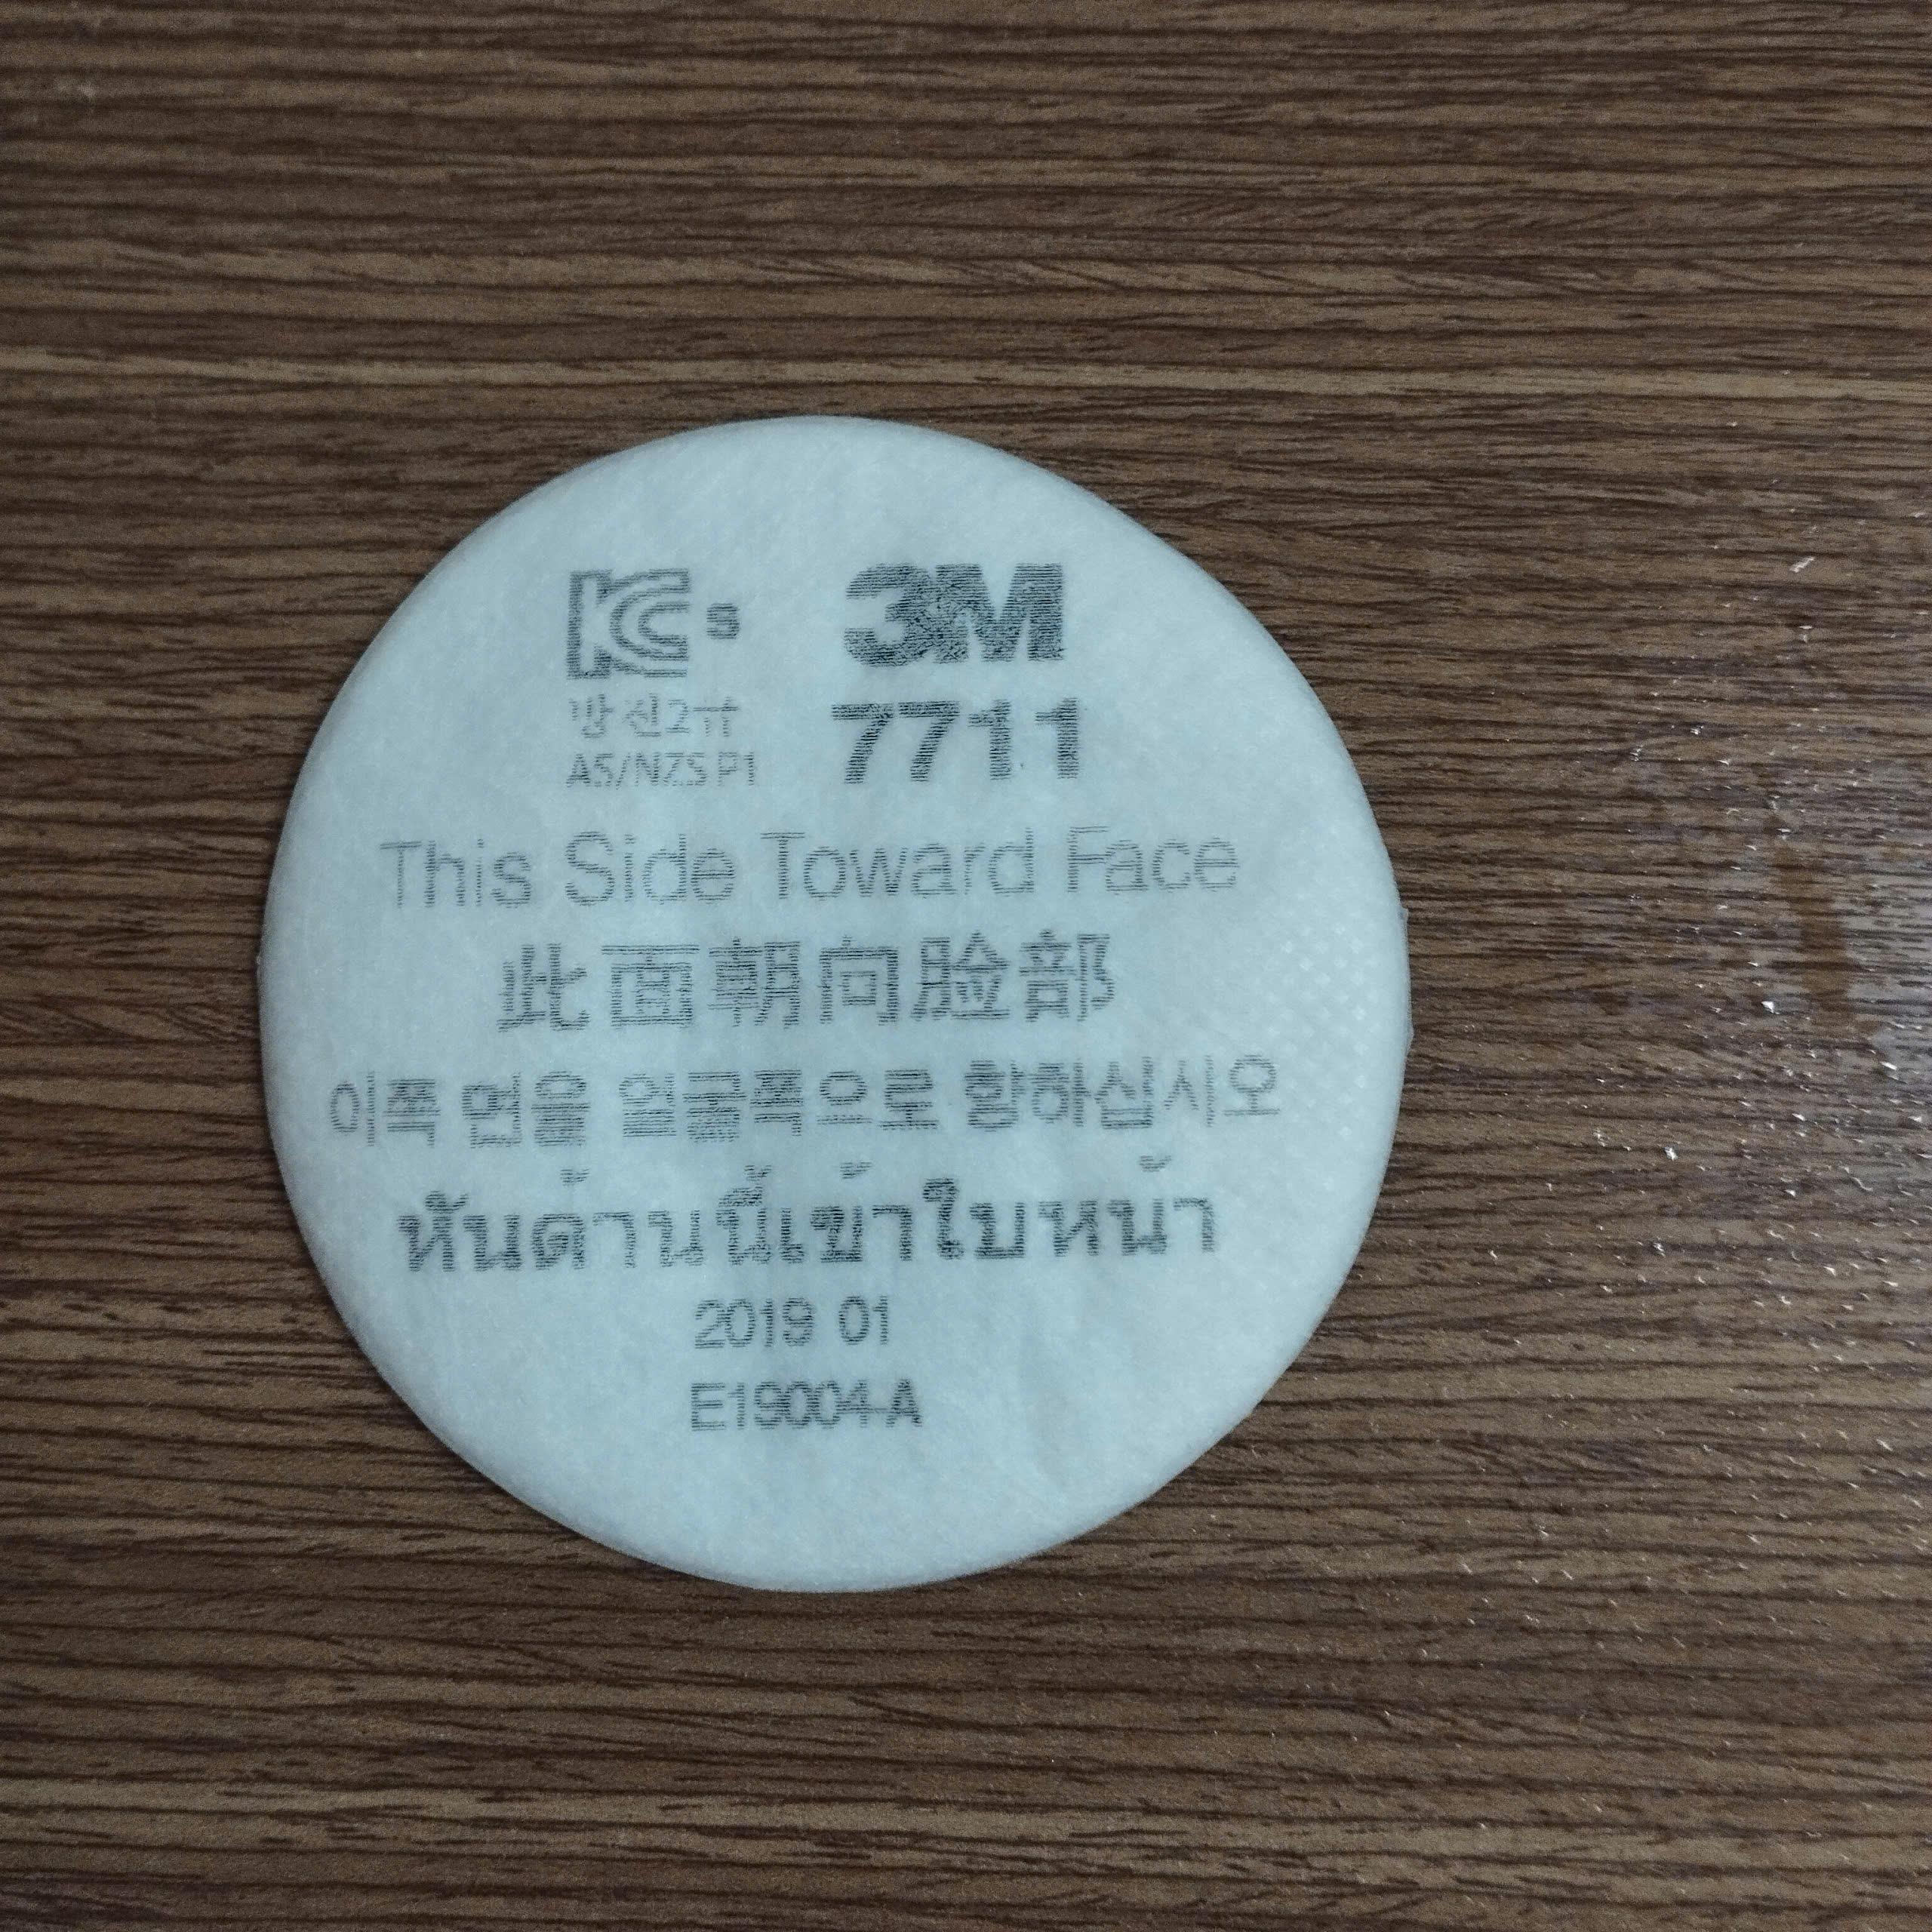 KCs 3M
방진2급 7711
AS/NZS P1
This Side Toward Face
此面朝向脸部
이쪽 면을 얼굴쪽으로 향하십시오
หันด้านนี้เข้าใบหน้า
2019 01
E19004-A